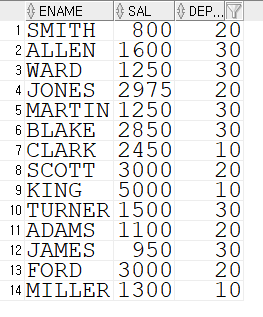 ENAME SAL DEP...
1 SMITH 800 20
2 ALLEN 1600 30
3 WARD 1250 30
4 JONES 2975 20
5 MARTIN 1250 30
6 BLAKE 2850 30
7 CLARK 2450 10
8 SCOTT 3000 20
9 KING 5000 10
10 TURNER 1500 30
11 ADAMS 1100 20
12 JAMES 950 30
13 FORD 3000 20
14 MILLER 1300 10